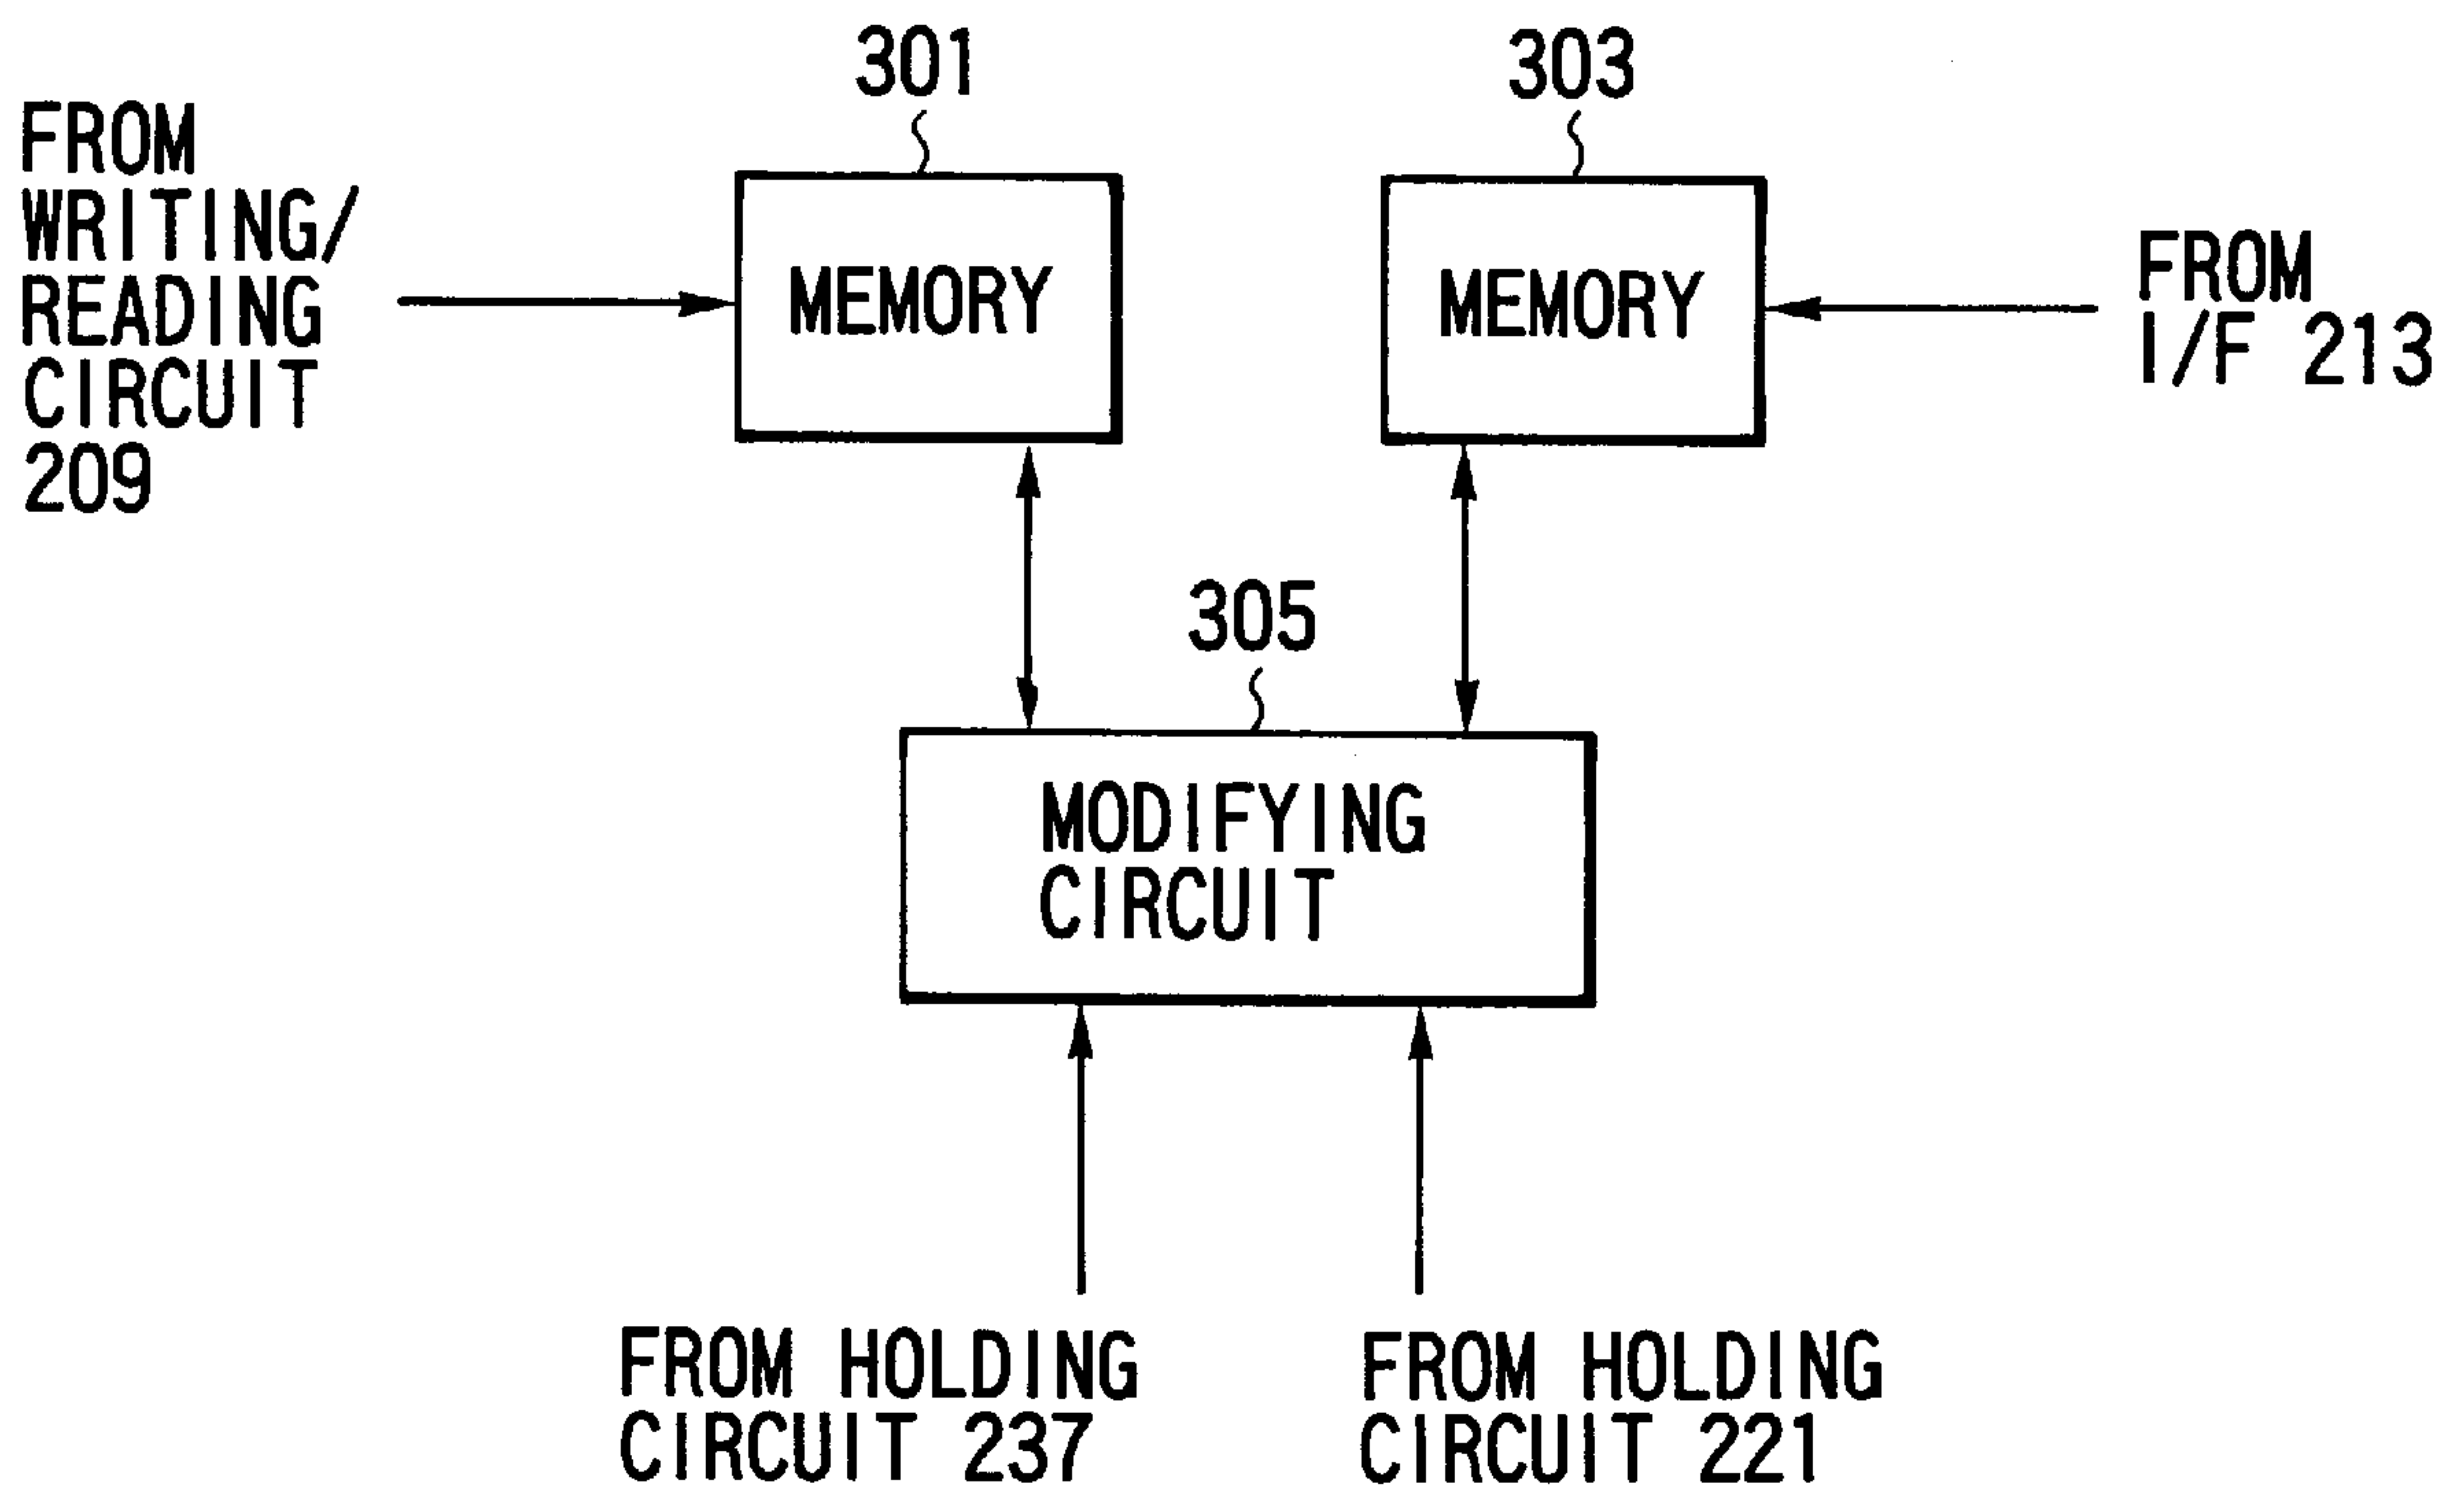 301
303
FROM
WRITING/
READING
CIRCUIT
209
MEMORY
MEMORY
FROM
I/F 213
305
MODIFYING
CIRCUIT
FROM HOLDING
CIRCUIT 237
FROM HOLDING
CIRCUIT 221